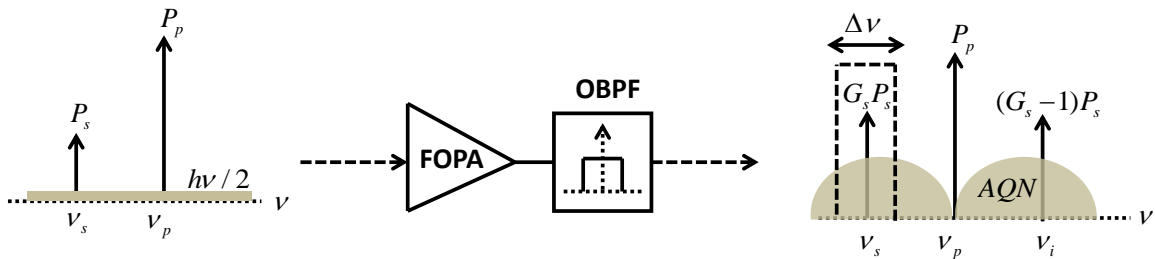 P_p
P_s
hν / 2
ν_s
ν_p
ν
FOPA
OBPF
Δν
G_s P_s
P_p
(G_s − 1)P_s
AQN
ν_s
ν_p
ν_i
ν